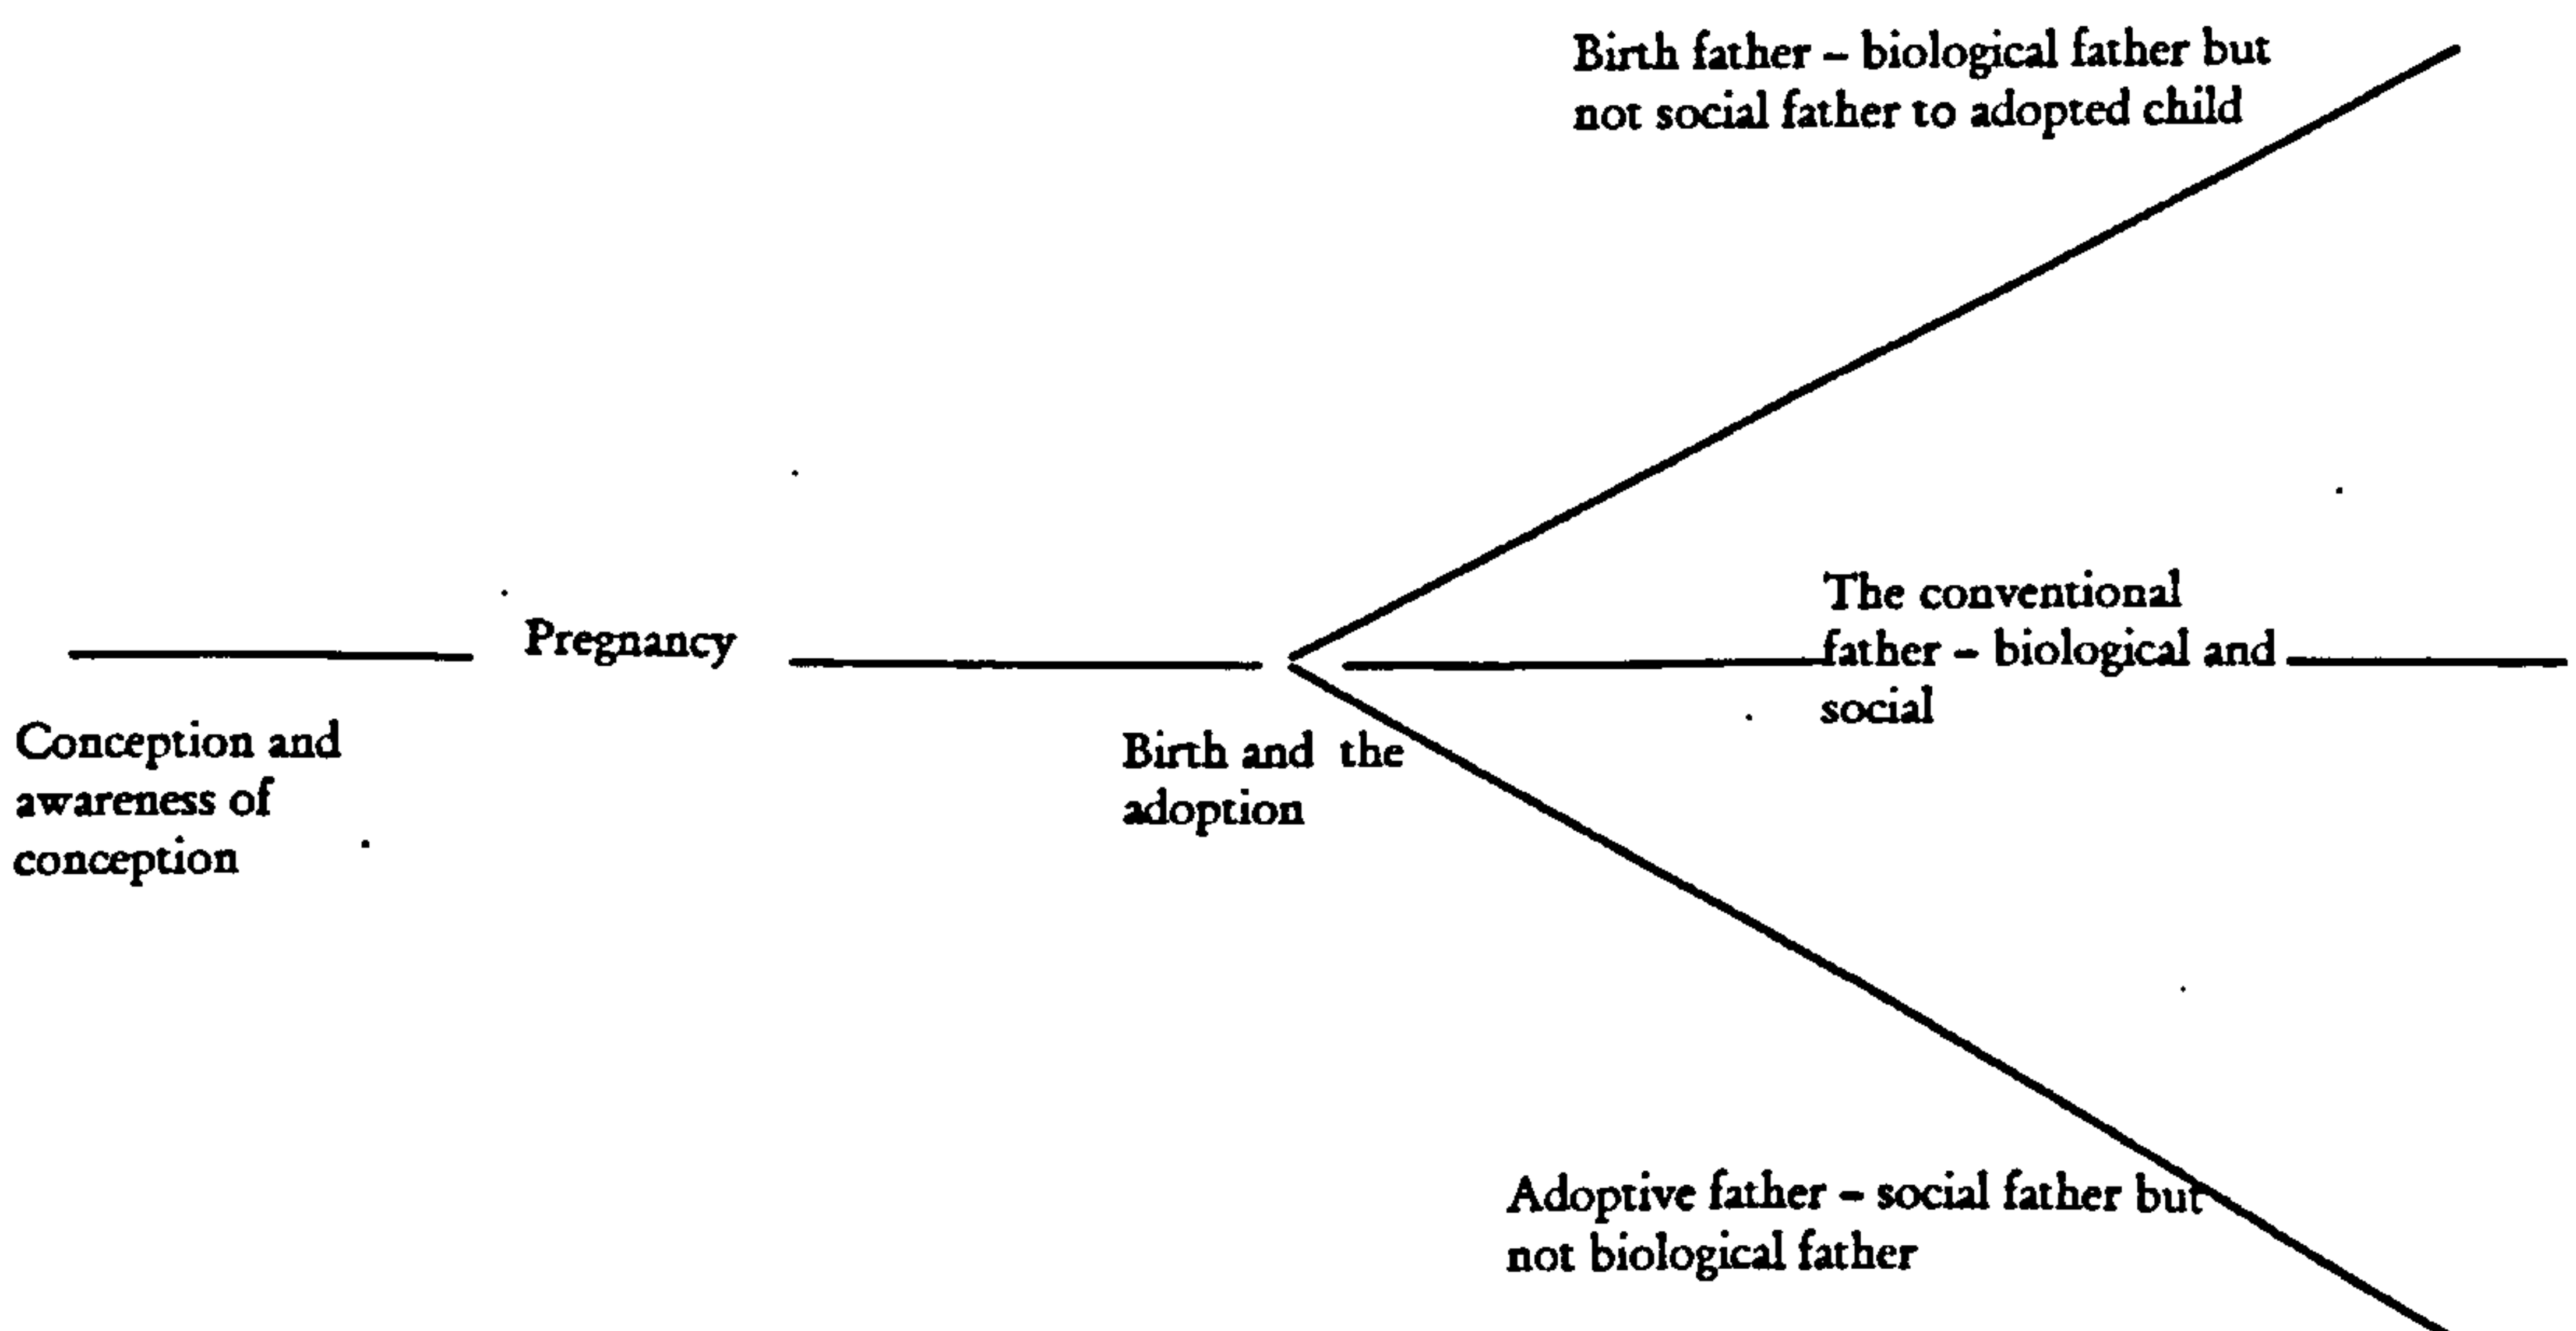 Birth father – biological father but
not social father to adopted child
The conventional
father – biological and
social
Pregnancy
Conception and
awareness of
conception
Birth and the
adoption
Adoptive father – social father but
not biological father